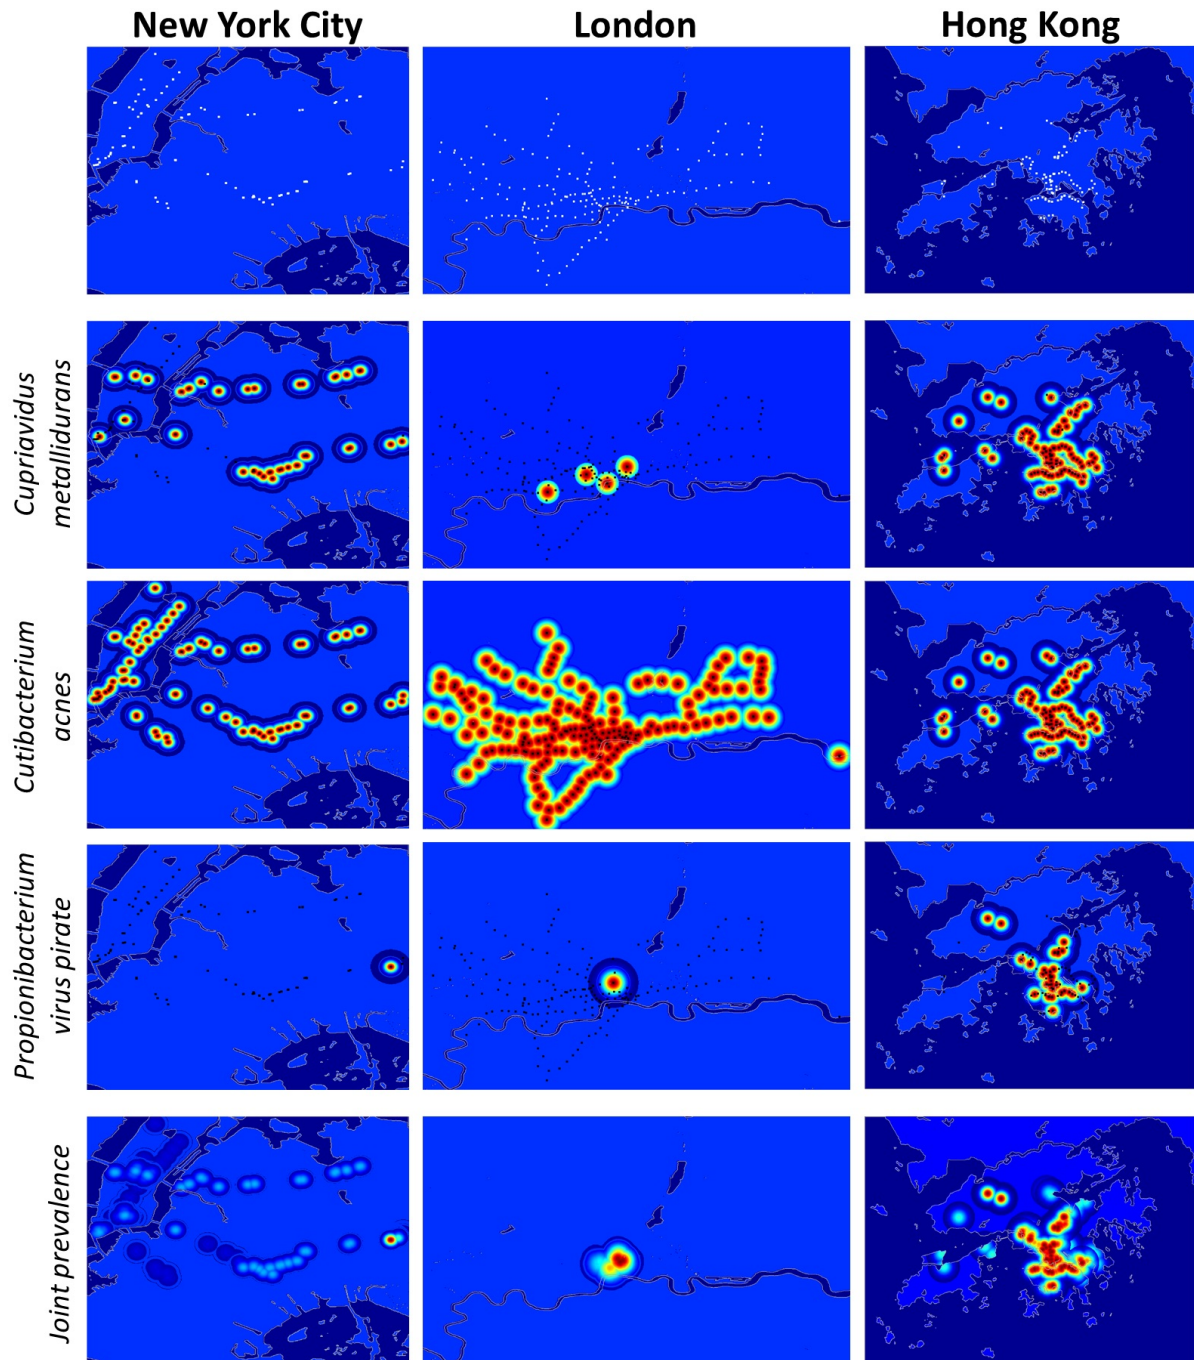 New York City
London
Hong Kong
Cupriavidus
metallidurans
Cutibacterium
acnes
Propionibacterium
virus pirate
Joint prevalence